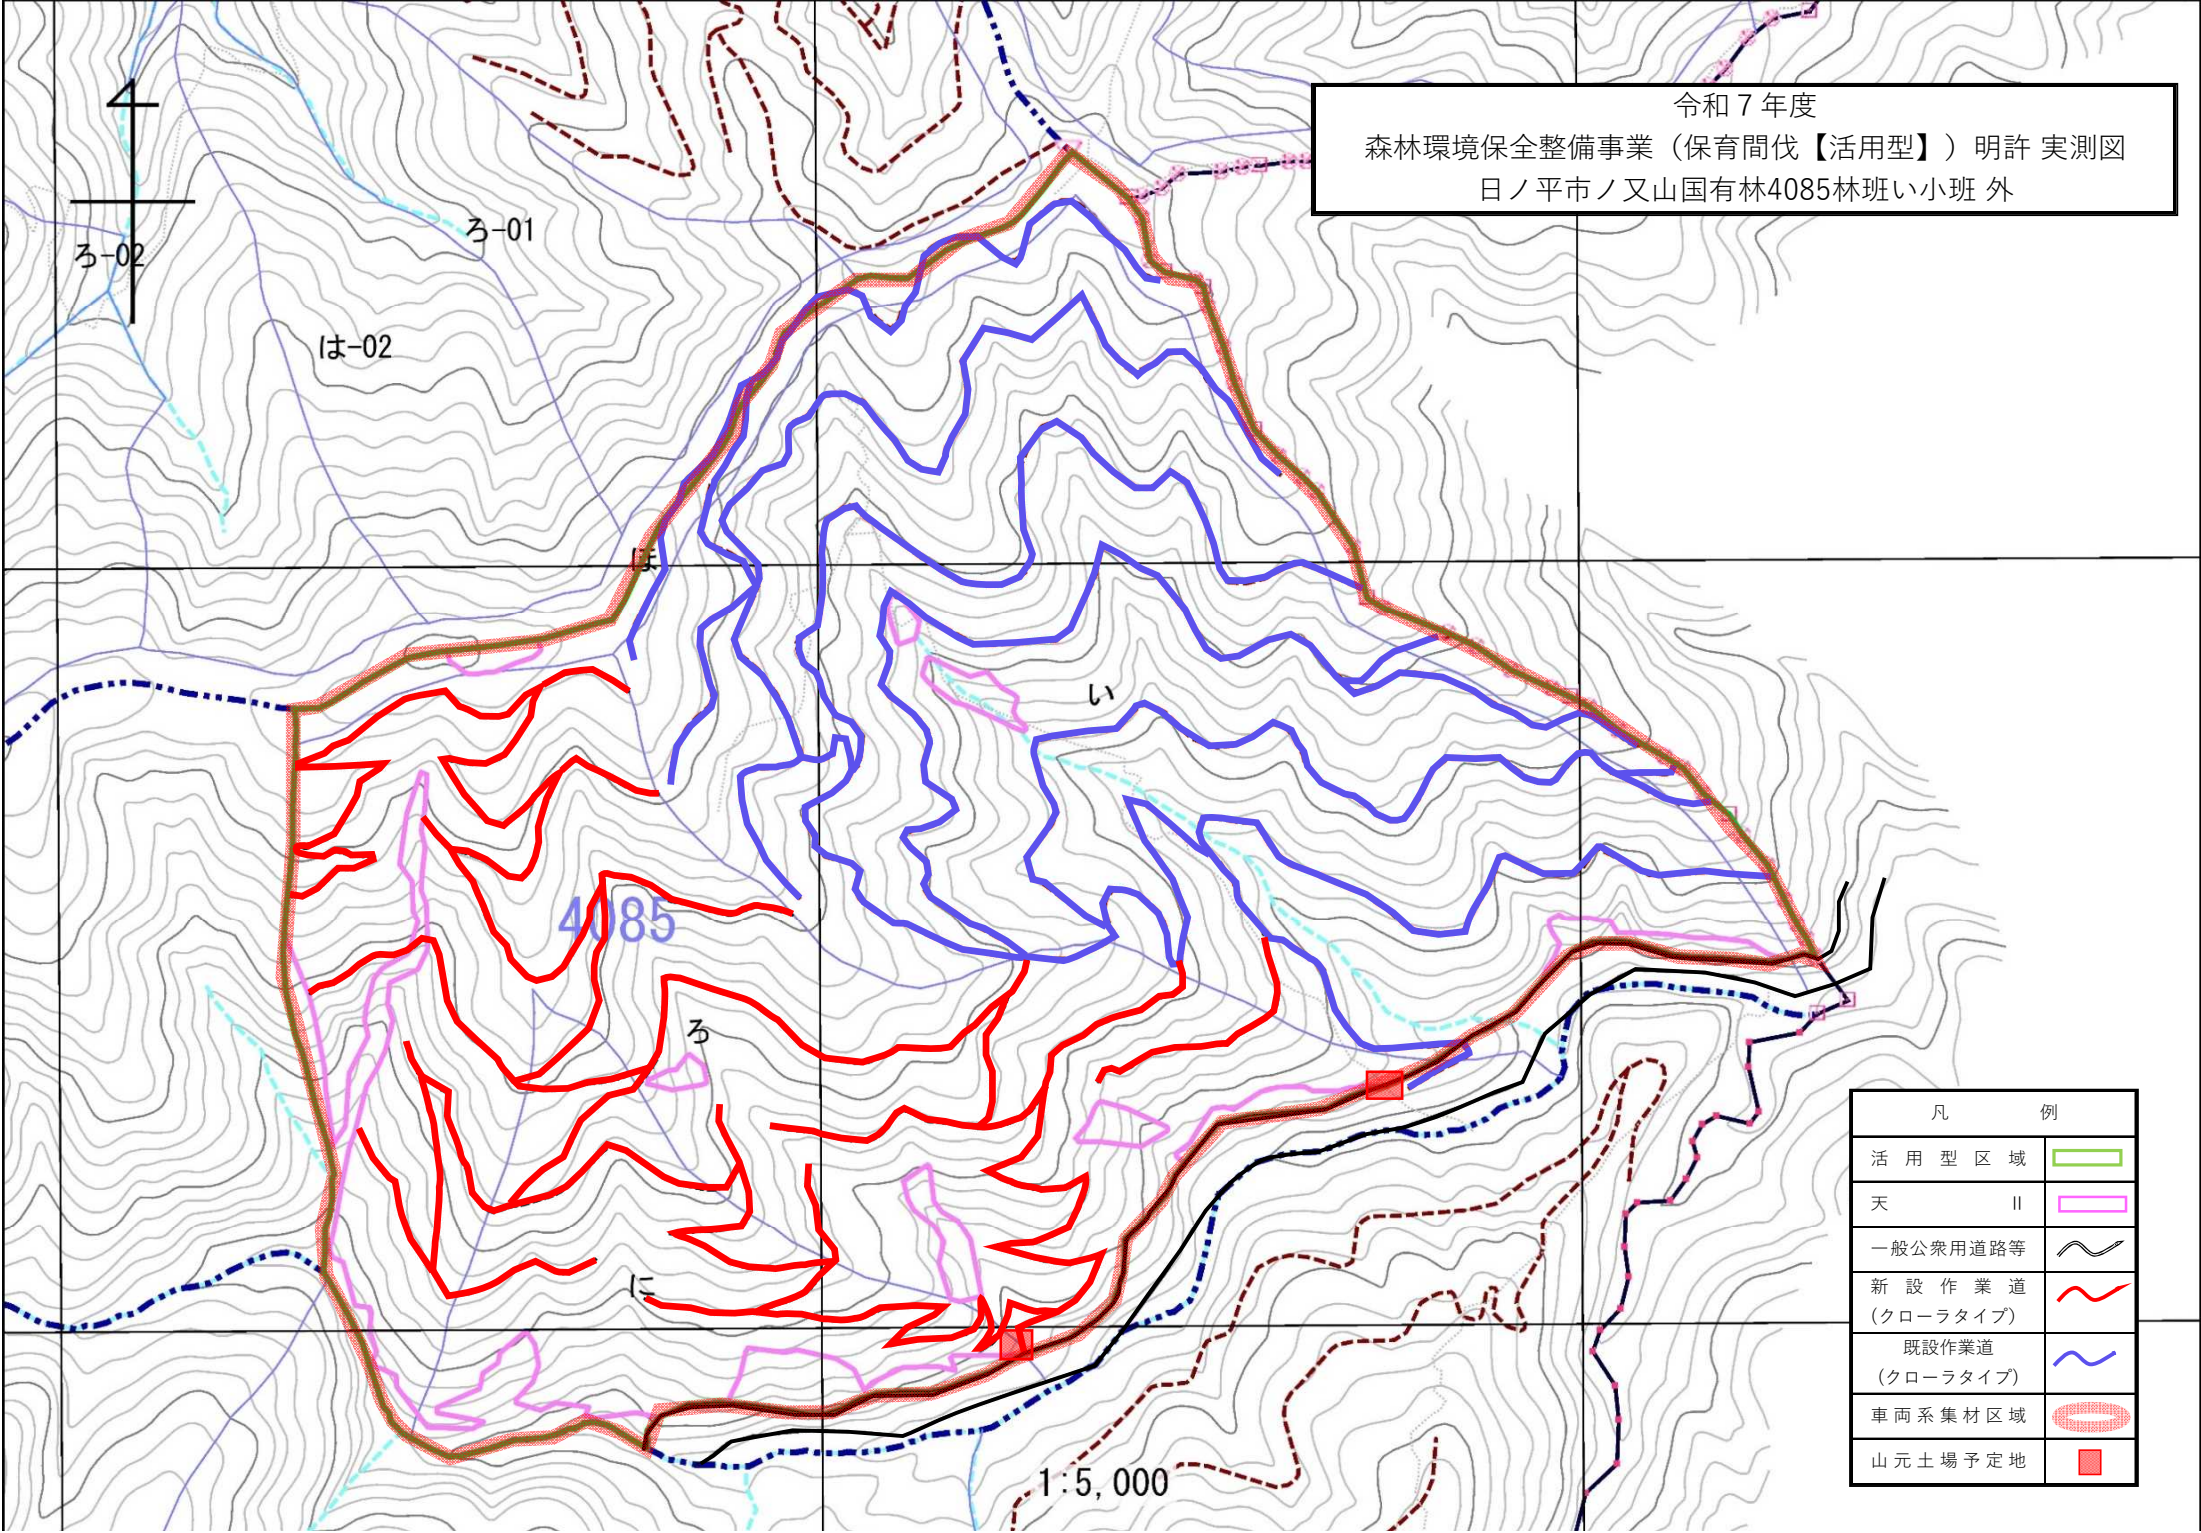 令和７年度
森林環境保全整備事業（保育間伐【活用型】）明許 実測図
日ノ平市ノ又山国有林4085林班い小班 外
ろ-01
ろ-02
は-02
ほ
い
4085
ろ
に
1:5,000
凡 例
活用型区域
天 Ⅱ
一般公衆用道路等
新設作業道
(クローラタイプ)
既設作業道
(クローラタイプ)
車両系集材区域
山元土場予定地